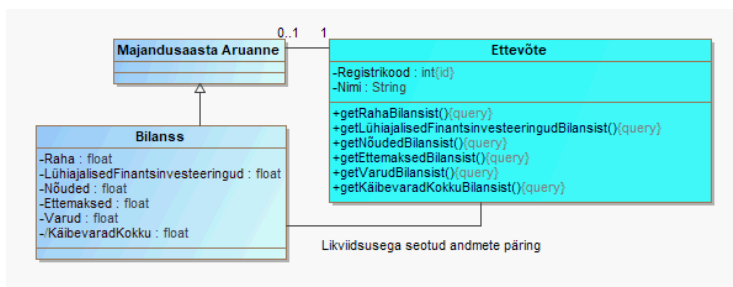 0..1 1
Majandusaasta Aruanne
Ettevõte
-Registrikood : int{id}
-Nimi : String
+getRahaBilansist(){query}
+getLühiajalisedFinantsinvesteeringudBilansist(){query}
+getNõudedBilansist(){query}
+getEttemaksedBilansist(){query}
+getVarudBilansist(){query}
+getKäibevaradKokkuBilansist(){query}
Bilanss
-Raha : float
-LühiajalisedFinantsinvesteeringud : float
-Nõuded : float
-Ettemaksed : float
-Varud : float
-/KäibevaradKokku : float
Likviidsusega seotud andmete päring